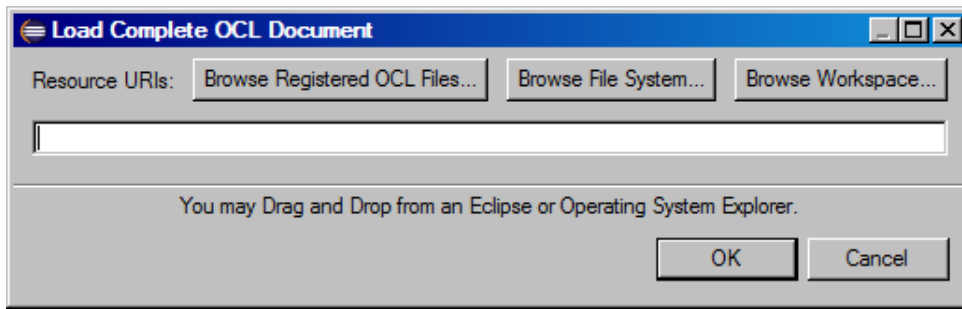 Load Complete OCL Document
Resource URIs: Browse Registered OCL Files... Browse File System... Browse Workspace...
You may Drag and Drop from an Eclipse or Operating System Explorer.
OK Cancel